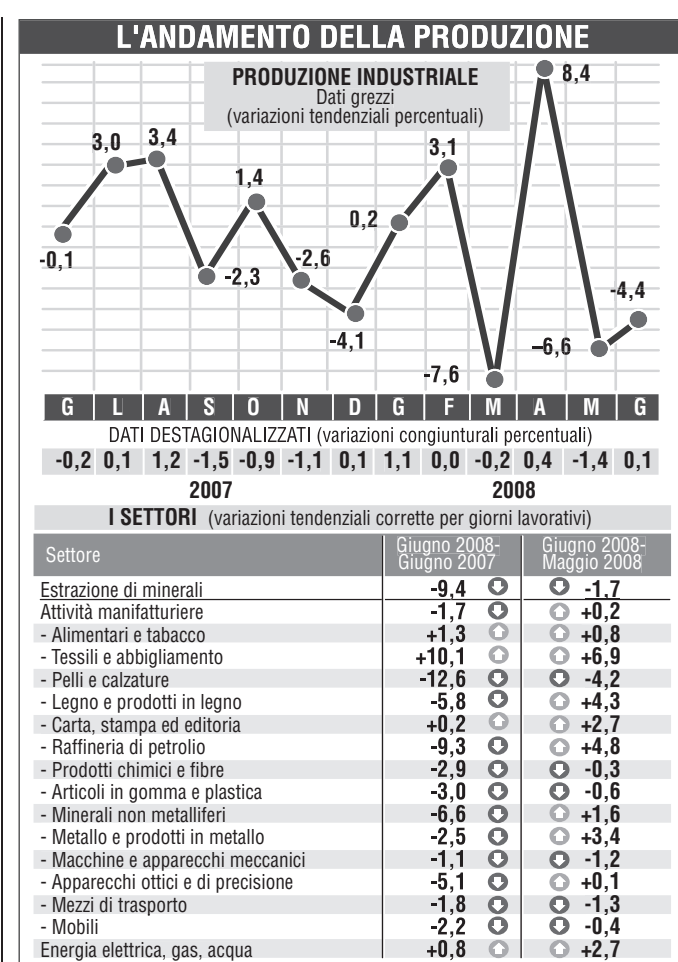 L'ANDAMENTO DELLA PRODUZIONE
PRODUZIONE INDUSTRIALE
Dati grezzi
(variazioni tendenziali percentuali)
-0,1
3,0
3,4
-2,3
1,4
-2,6
-4,1
0,2
3,1
-7,6
8,4
–6,6
-4,4
G L A S O N D G F M A M G
DATI DESTAGIONALIZZATI (variazioni congiunturali percentuali)
-0,2 0,1 1,2 -1,5 -0,9 -1,1 0,1 1,1 0,0 -0,2 0,4 -1,4 0,1
2007 2008
I SETTORI (variazioni tendenziali corrette per giorni lavorativi)
Settore Giugno 2008- Giugno 2008-
Giugno 2007 Maggio 2008
Estrazione di minerali -9,4 -1,7
Attività manifatturiere -1,7 +0,2
- Alimentari e tabacco +1,3 +0,8
- Tessili e abbigliamento +10,1 +6,9
- Pelli e calzature -12,6 -4,2
- Legno e prodotti in legno -5,8 +4,3
- Carta, stampa ed editoria +0,2 +2,7
- Raffineria di petrolio -9,3 +4,8
- Prodotti chimici e fibre -2,9 -0,3
- Articoli in gomma e plastica -3,0 -0,6
- Minerali non metalliferi -6,6 +1,6
- Metallo e prodotti in metallo -2,5 +3,4
- Macchine e apparecchi meccanici -1,1 -1,2
- Apparecchi ottici e di precisione -5,1 +0,1
- Mezzi di trasporto -1,8 -1,3
- Mobili -2,2 -0,4
Energia elettrica, gas, acqua +0,8 +2,7